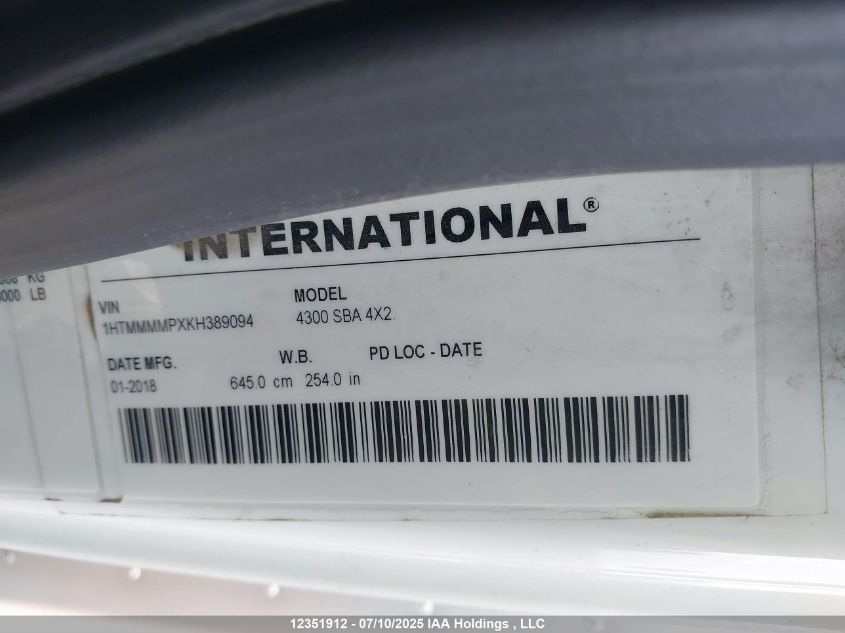 INTERNATIONAL®
KG
LB
VIN
1HTMMMMPXKH389094
MODEL
4300 SBA 4X2
DATE MFG.
01-2018
W.B.
645.0 cm 254.0 in
PD LOC - DATE
12351912 - 07/10/2025 IAA Holdings , LLC